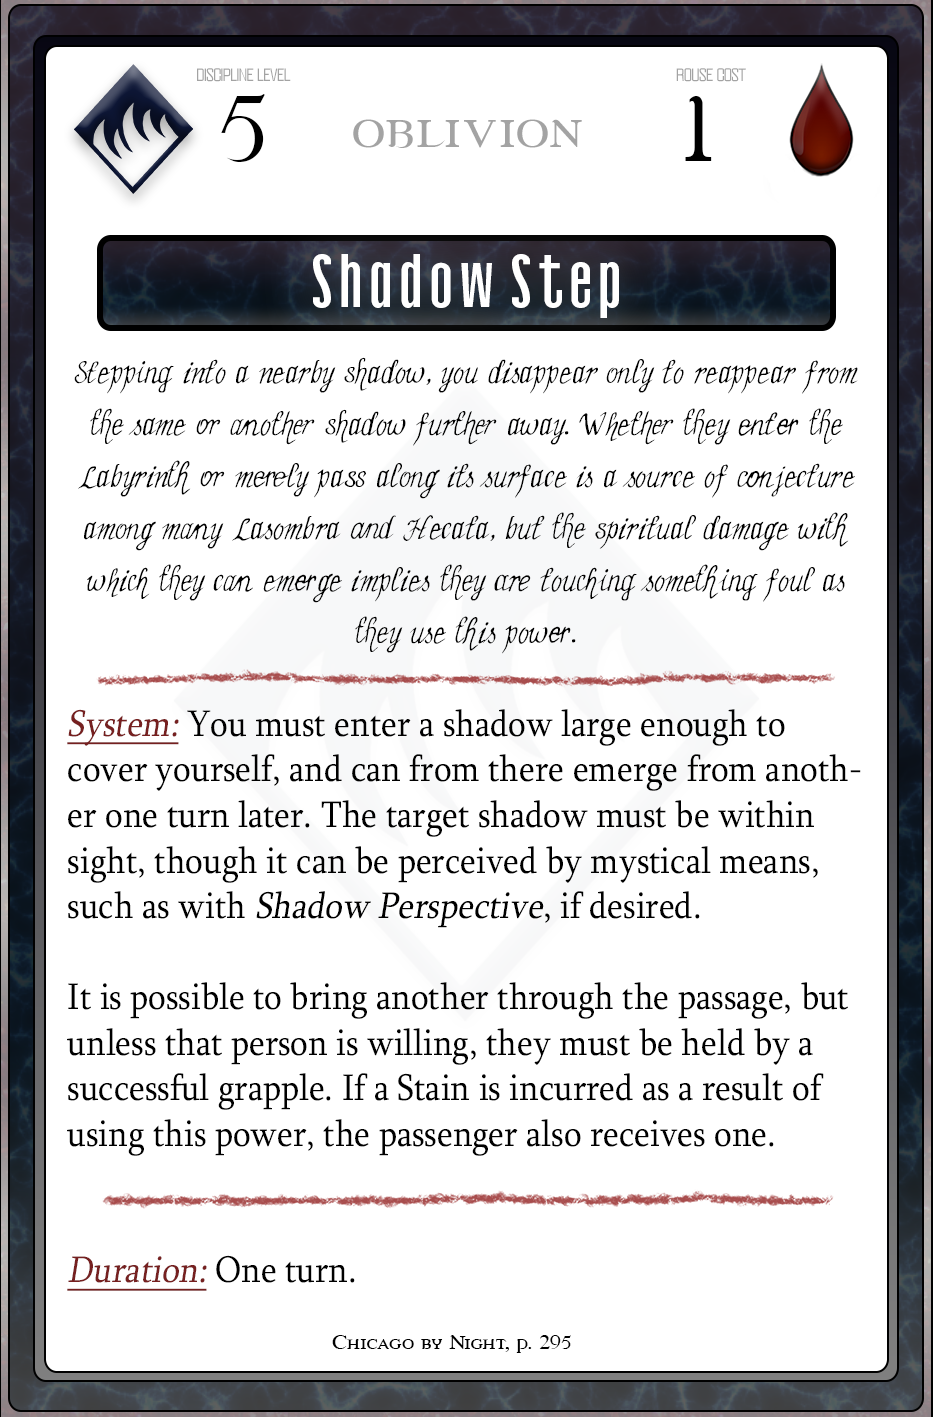 DISCIPLINE LEVEL
5
OBLIVION
ROUSE COST
1
Shadow Step
Stepping into a nearby shadow, you disappear only to reappear from
the same or another shadow further away. Whether they enter the
Labyrinth or merely pass along its surface is a source of conjecture
among many Lasombra and Hecata, but the spiritual damage with
which they can emerge implies they are touching something foul as
they use this power.
System: You must enter a shadow large enough to
cover yourself, and can from there emerge from anoth-
er one turn later. The target shadow must be within
sight, though it can be perceived by mystical means,
such as with Shadow Perspective, if desired.
It is possible to bring another through the passage, but
unless that person is willing, they must be held by a
successful grapple. If a Stain is incurred as a result of
using this power, the passenger also receives one.
Duration: One turn.
Chicago by Night, p. 295